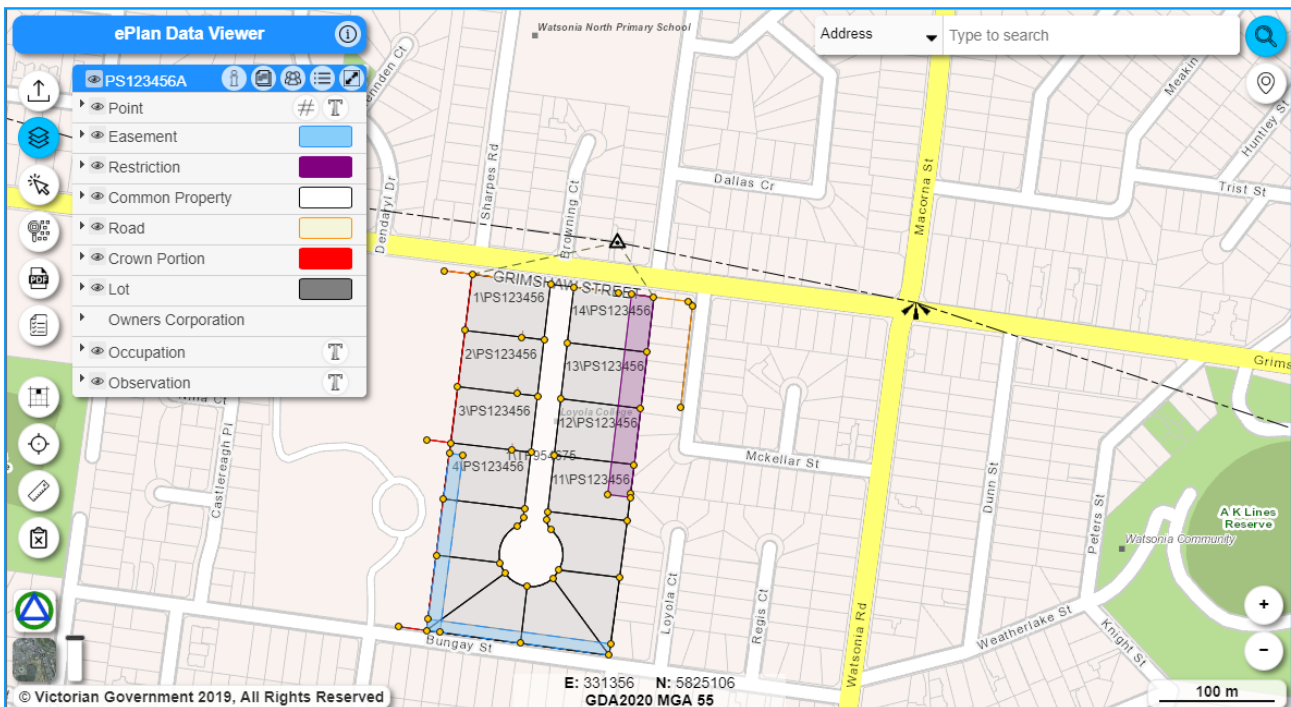 ePlan Data Viewer
Address
Type to search
PS123456A
Point
#
T
Easement
Restriction
Common Property
Road
Crown Portion
Lot
Owners Corporation
Occupation
T
Observation
T
PDF
Watsonia North Primary School
Sharpes Rd
Browning Ct
Dendaryl Dr
Dallas Cr
Macorna St
Meakin
Huntley St
Trist St
GRIMSHAW STREET
Grims
1\PS123456
14\PS123456
2\PS123456
13\PS123456
3\PS123456
Loyola College
12\PS123456
4\PS123456
11\PS123456
Castlereagh Pl
Mckellar St
Dunn St
Peters St
A K Lines
Reserve
Watsonia Community
Loyola Ct
Regis Ct
Watsonia Rd
Weatherlake St
Knight St
Bungay St
+
−
© Victorian Government 2019, All Rights Reserved
E: 331356 N: 5825106
GDA2020 MGA 55
100 m